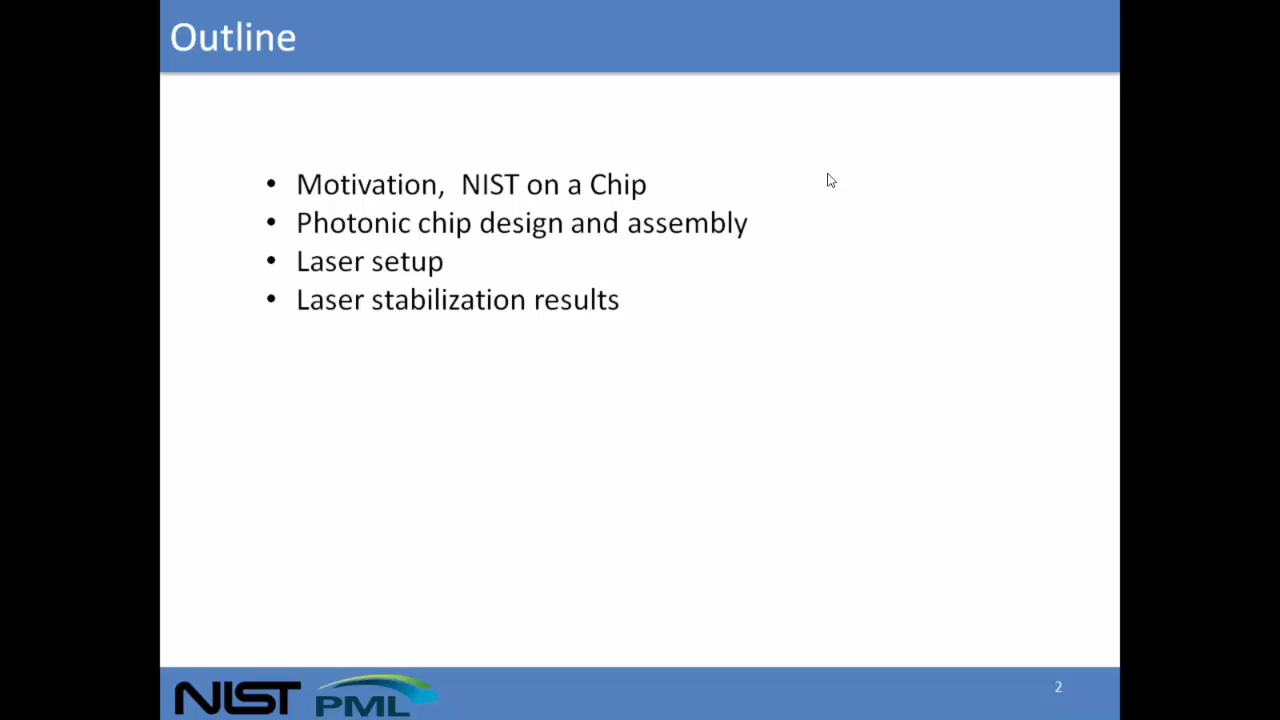 Outline
• Motivation,  NIST on a Chip
• Photonic chip design and assembly
• Laser setup
• Laser stabilization results
NIST PML 2